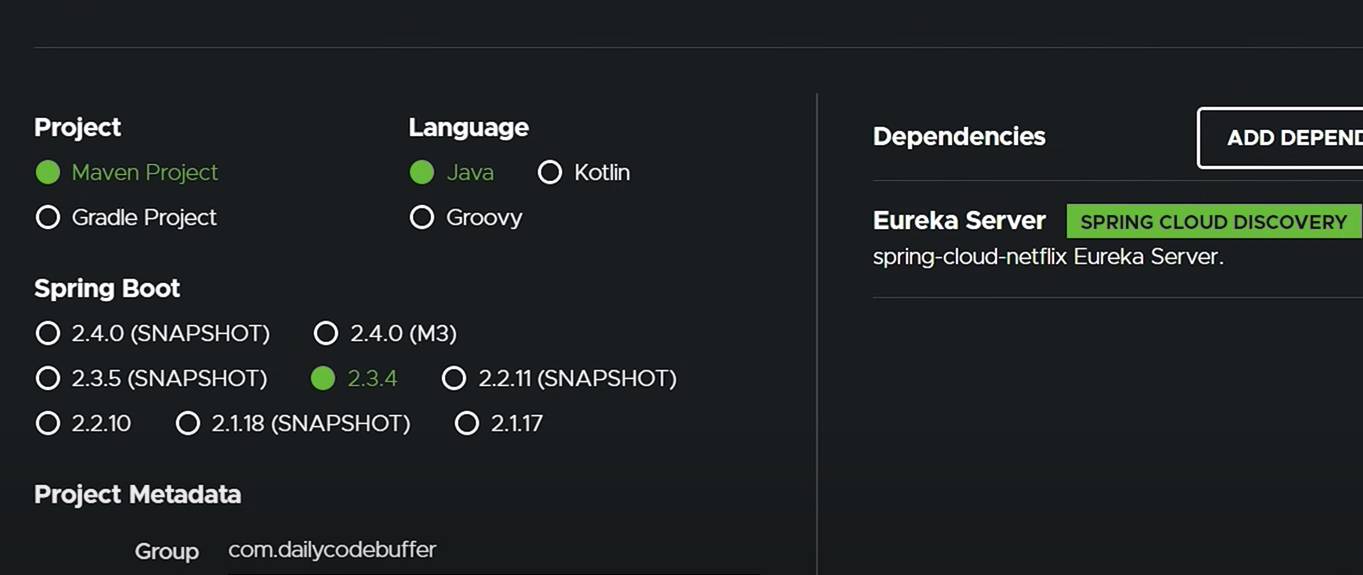 Project
Maven Project
Gradle Project
Language
Java Kotlin
Groovy
Spring Boot
2.4.0 (SNAPSHOT) 2.4.0 (M3)
2.3.5 (SNAPSHOT) 2.3.4 2.2.11 (SNAPSHOT)
2.2.10 2.1.18 (SNAPSHOT) 2.1.17
Project Metadata
Group com.dailycodebuffer
Dependencies ADD DEPEND
Eureka Server SPRING CLOUD DISCOVERY
spring-cloud-netflix Eureka Server.